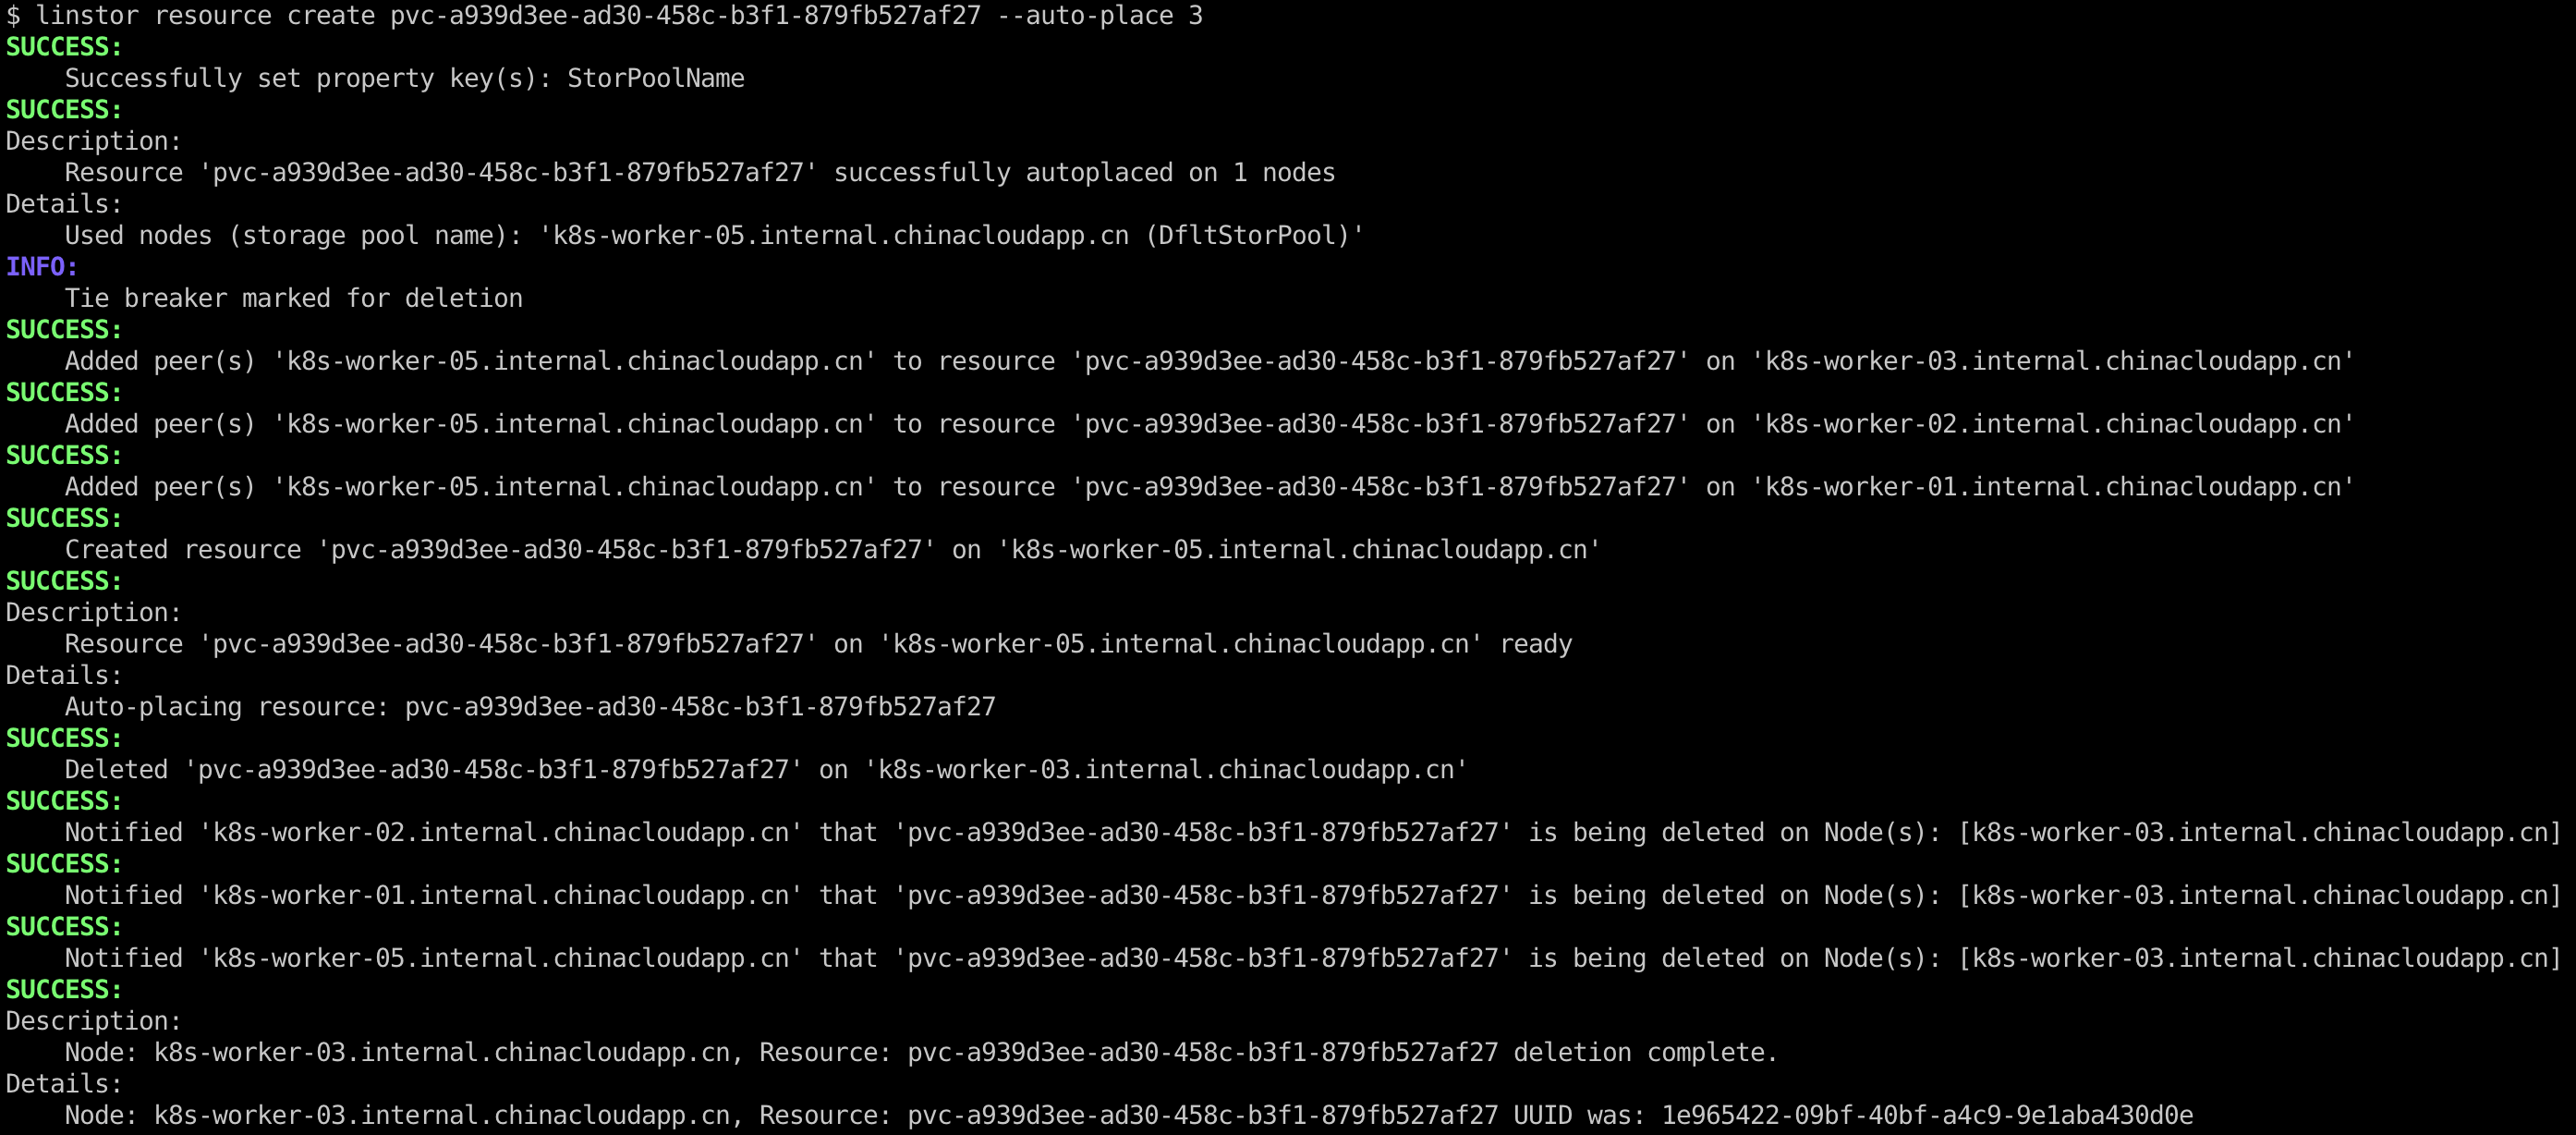 $ linstor resource create pvc-a939d3ee-ad30-458c-b3f1-879fb527af27 --auto-place 3
SUCCESS:
    Successfully set property key(s): StorPoolName
SUCCESS:
Description:
    Resource 'pvc-a939d3ee-ad30-458c-b3f1-879fb527af27' successfully autoplaced on 1 nodes
Details:
    Used nodes (storage pool name): 'k8s-worker-05.internal.chinacloudapp.cn (DfltStorPool)'
INFO:
    Tie breaker marked for deletion
SUCCESS:
    Added peer(s) 'k8s-worker-05.internal.chinacloudapp.cn' to resource 'pvc-a939d3ee-ad30-458c-b3f1-879fb527af27' on 'k8s-worker-03.internal.chinacloudapp.cn'
SUCCESS:
    Added peer(s) 'k8s-worker-05.internal.chinacloudapp.cn' to resource 'pvc-a939d3ee-ad30-458c-b3f1-879fb527af27' on 'k8s-worker-02.internal.chinacloudapp.cn'
SUCCESS:
    Added peer(s) 'k8s-worker-05.internal.chinacloudapp.cn' to resource 'pvc-a939d3ee-ad30-458c-b3f1-879fb527af27' on 'k8s-worker-01.internal.chinacloudapp.cn'
SUCCESS:
    Created resource 'pvc-a939d3ee-ad30-458c-b3f1-879fb527af27' on 'k8s-worker-05.internal.chinacloudapp.cn'
SUCCESS:
Description:
    Resource 'pvc-a939d3ee-ad30-458c-b3f1-879fb527af27' on 'k8s-worker-05.internal.chinacloudapp.cn' ready
Details:
    Auto-placing resource: pvc-a939d3ee-ad30-458c-b3f1-879fb527af27
SUCCESS:
    Deleted 'pvc-a939d3ee-ad30-458c-b3f1-879fb527af27' on 'k8s-worker-03.internal.chinacloudapp.cn'
SUCCESS:
    Notified 'k8s-worker-02.internal.chinacloudapp.cn' that 'pvc-a939d3ee-ad30-458c-b3f1-879fb527af27' is being deleted on Node(s): [k8s-worker-03.internal.chinacloudapp.cn]
SUCCESS:
    Notified 'k8s-worker-01.internal.chinacloudapp.cn' that 'pvc-a939d3ee-ad30-458c-b3f1-879fb527af27' is being deleted on Node(s): [k8s-worker-03.internal.chinacloudapp.cn]
SUCCESS:
    Notified 'k8s-worker-05.internal.chinacloudapp.cn' that 'pvc-a939d3ee-ad30-458c-b3f1-879fb527af27' is being deleted on Node(s): [k8s-worker-03.internal.chinacloudapp.cn]
SUCCESS:
Description:
    Node: k8s-worker-03.internal.chinacloudapp.cn, Resource: pvc-a939d3ee-ad30-458c-b3f1-879fb527af27 deletion complete.
Details:
    Node: k8s-worker-03.internal.chinacloudapp.cn, Resource: pvc-a939d3ee-ad30-458c-b3f1-879fb527af27 UUID was: 1e965422-09bf-40bf-a4c9-9e1aba430d0e